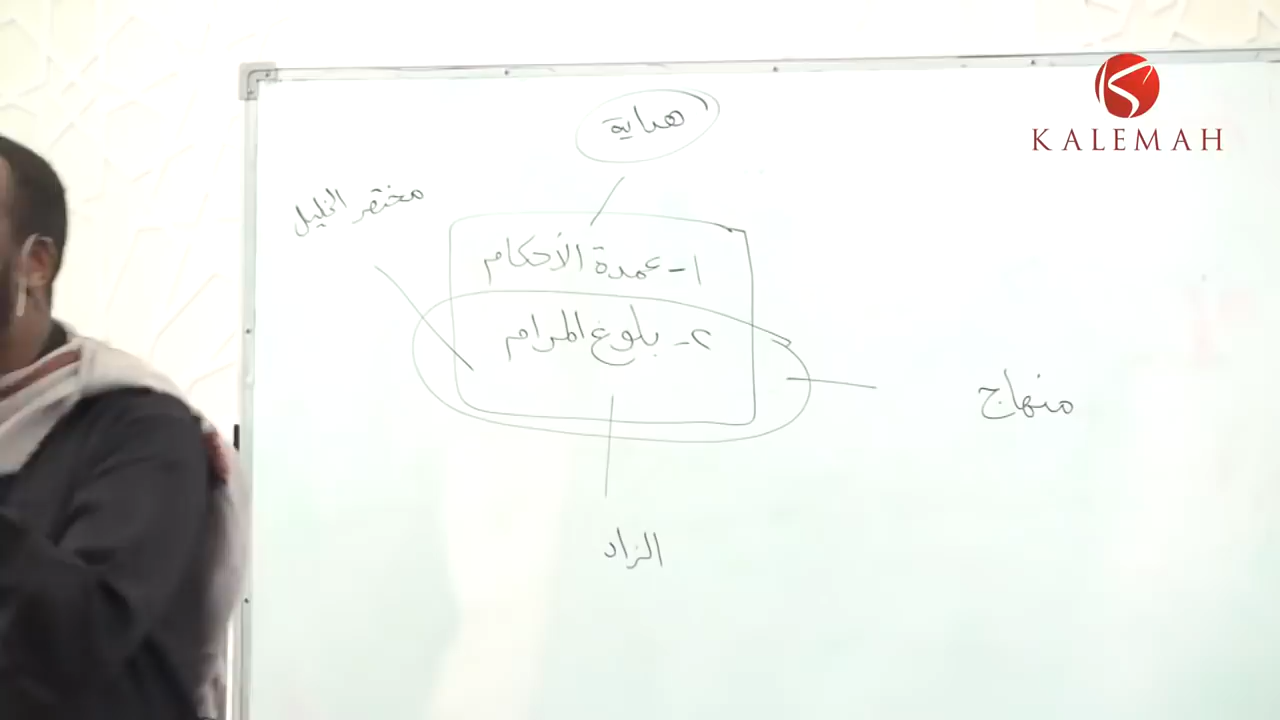 هداية
مختصر الخليل
١- عمدة الأحكام
٢- بلوغ المرام
منهاج
الزاد
KALEMAH